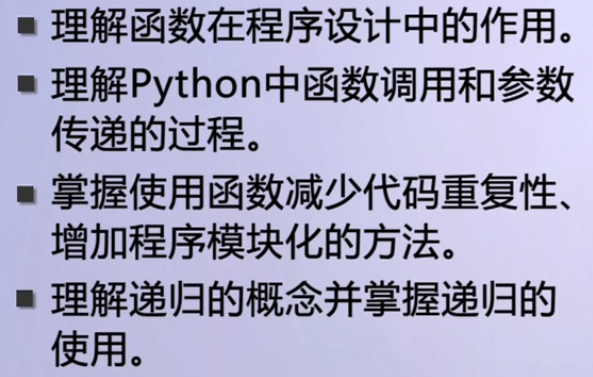 ■ 理解函数在程序设计中的作用。
■ 理解Python中函数调用和参数
传递的过程。
■ 掌握使用函数减少代码重复性、
增加程序模块化的方法。
■ 理解递归的概念并掌握递归的
使用。